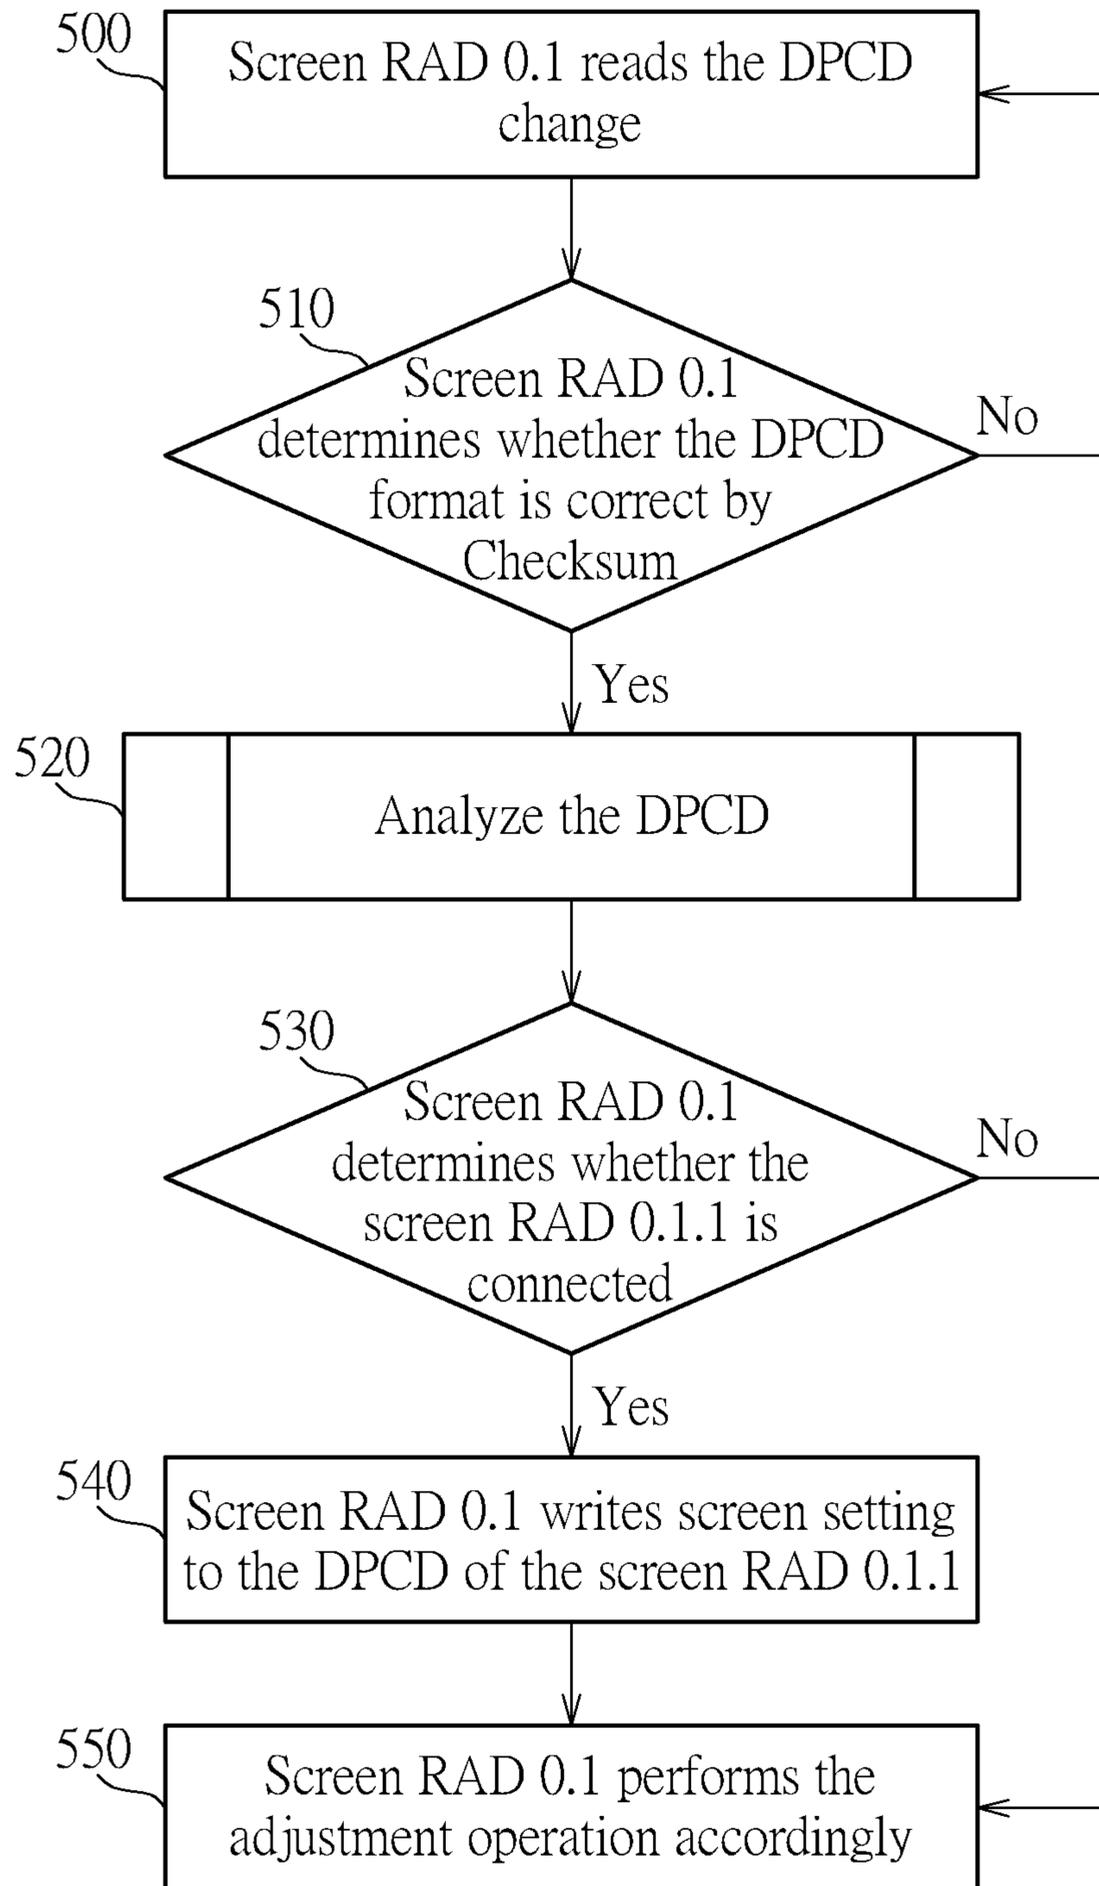 500
Screen RAD 0.1 reads the DPCD
change
510
Screen RAD 0.1
determines whether the DPCD
format is correct by
Checksum
No
Yes
520
Analyze the DPCD
530
Screen RAD 0.1
determines whether the
screen RAD 0.1.1 is
connected
No
Yes
540
Screen RAD 0.1 writes screen setting
to the DPCD of the screen RAD 0.1.1
550
Screen RAD 0.1 performs the
adjustment operation accordingly